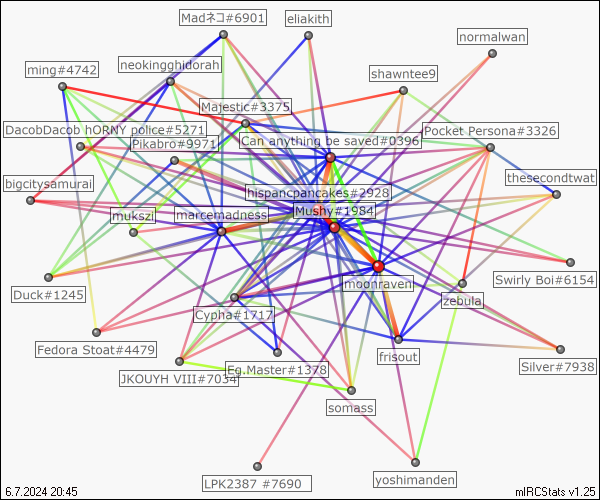 Madネコ#6901
eliakith
normalwan
neokingghidorah
ming#4742
shawntee9
Majestic#3375
DacobDacob hORNY police#5271
Pocket Persona#3326
Pikabro#9971
Can anything be saved#0396
bigcitysamurai
hispancpancakes#2928
thesecondtwat
mukszi
marcemadness
Mushy#1984
moonraven
Swirly Boi#6154
Duck#1245
zebula
Cypha#1717
Fedora Stoat#4479
frisout
Silver#7938
JKOUYH VIII#7034
Eg.Master#1378
somass
LPK2387 #7690
yoshimanden
6.7.2024 20:45
mIRCStats v1.25